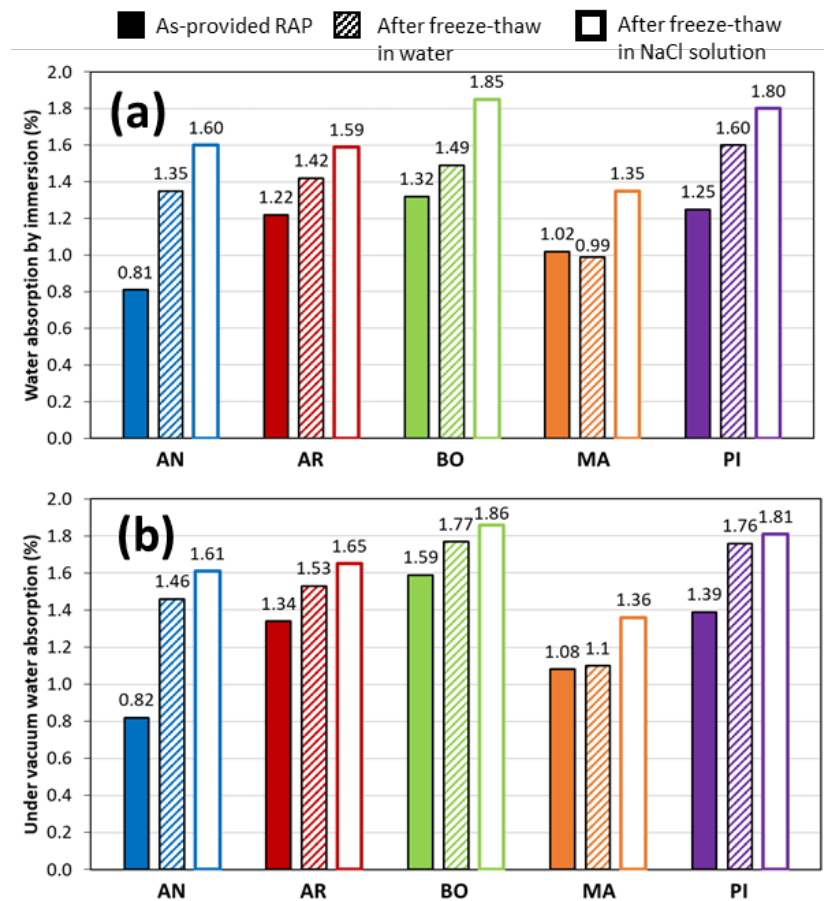 As-provided RAP
After freeze-thaw
in water
After freeze-thaw
in NaCl solution
(a)
Water absorption by immersion (%)
2.0
1.8
1.6
1.4
1.2
1.0
0.8
0.6
0.4
0.2
0.0
0.81
1.35
1.60
1.22
1.42
1.59
1.32
1.49
1.85
1.02
0.99
1.35
1.25
1.60
1.80
AN
AR
BO
MA
PI
(b)
Under vacuum water absorption (%)
2.0
1.8
1.6
1.4
1.2
1.0
0.8
0.6
0.4
0.2
0.0
0.82
1.46
1.61
1.34
1.53
1.65
1.59
1.77
1.86
1.08
1.1
1.36
1.39
1.76
1.81
AN
AR
BO
MA
PI